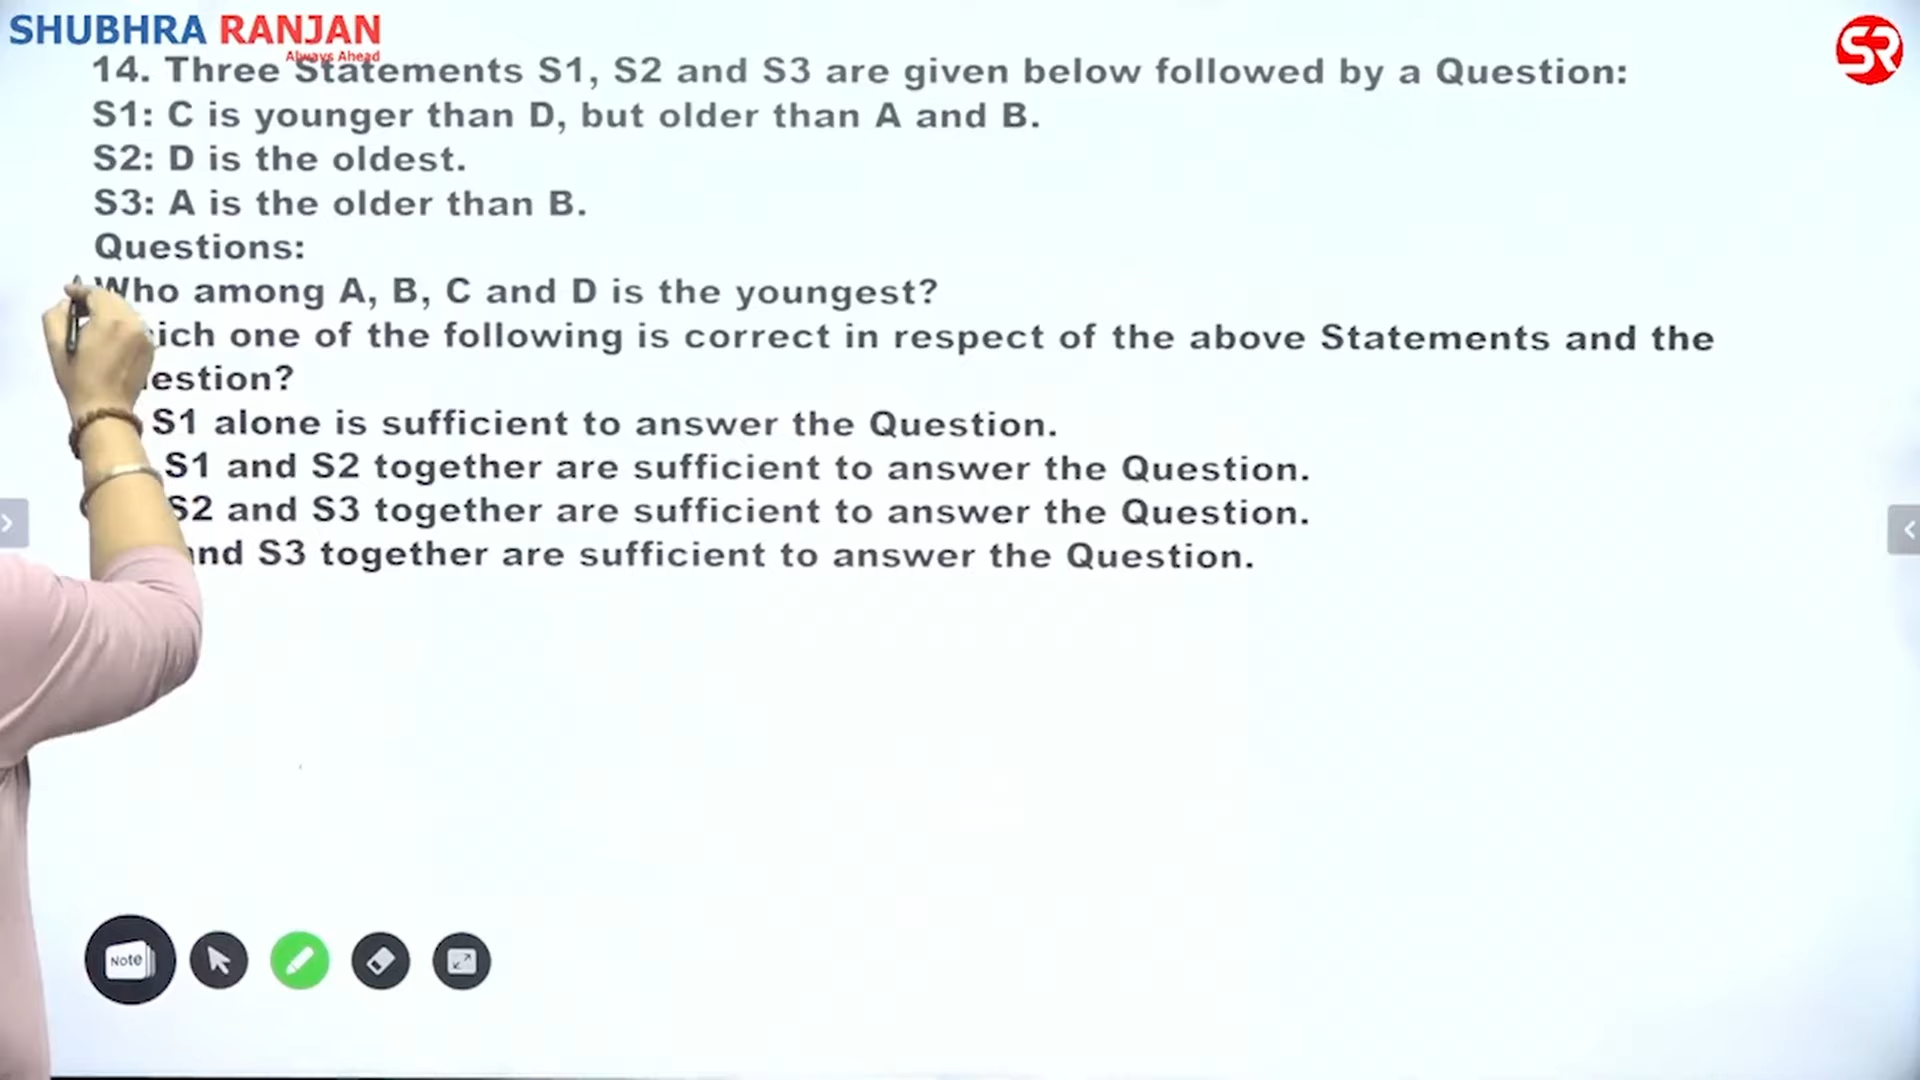 SHUBHRA RANJAN
Always Ahead
14. Three Statements S1, S2 and S3 are given below followed by a Question:
S1: C is younger than D, but older than A and B.
S2: D is the oldest.
S3: A is the older than B.
Questions:
Who among A, B, C and D is the youngest?
ich one of the following is correct in respect of the above Statements and the
estion?
S1 alone is sufficient to answer the Question.
S1 and S2 together are sufficient to answer the Question.
S2 and S3 together are sufficient to answer the Question.
and S3 together are sufficient to answer the Question.
Note
SR